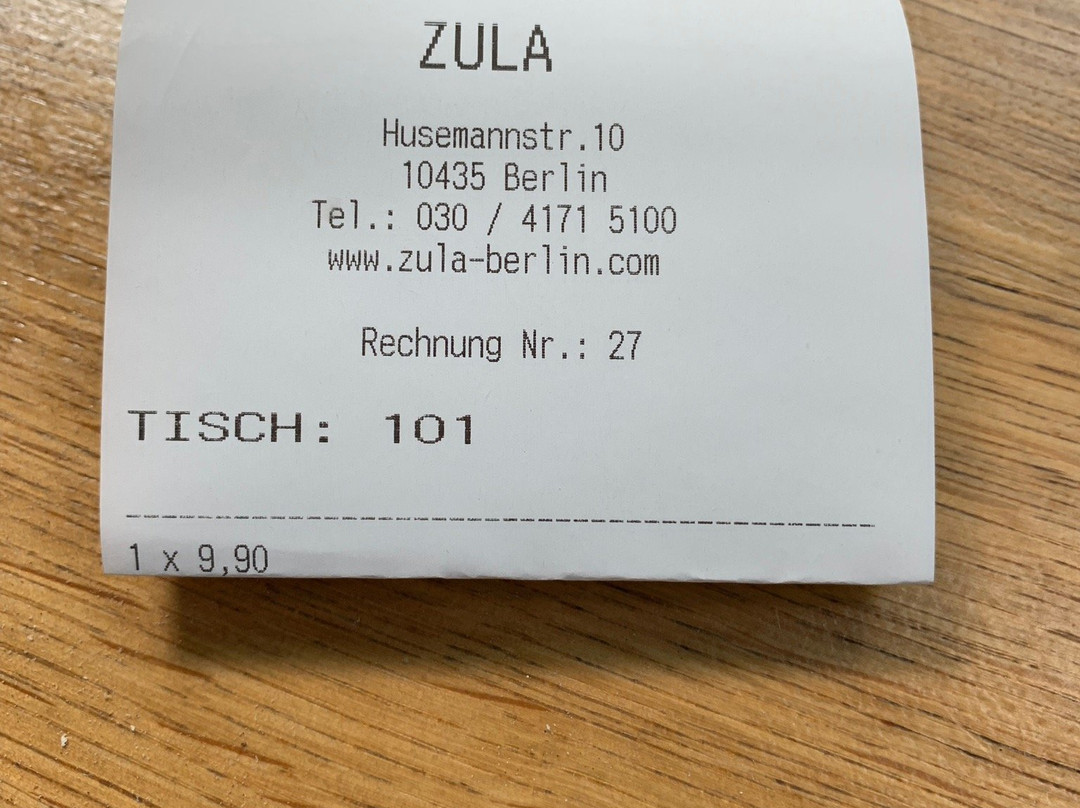 ZULA
Husemannstr.10
10435 Berlin
Tel.: 030 / 4171 5100
www.zula-berlin.com
Rechnung Nr.: 27
TISCH: 101
1 x 9,90